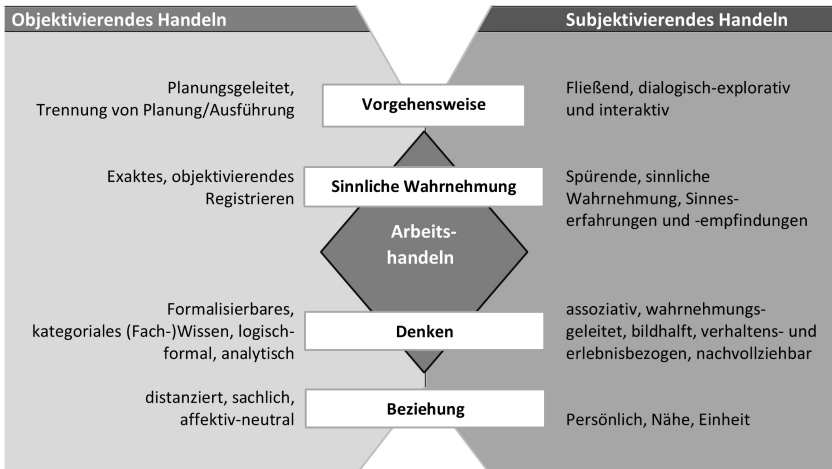 Objektivierendes Handeln
Subjektivierendes Handeln
Planungsgeleitet,
Trennung von Planung/Ausführung
Vorgehensweise
Fließend, dialogisch-explorativ
und interaktiv
Exaktes, objektivierendes
Registrieren
Sinnliche Wahrnehmung
Spürende, sinnliche
Wahrnehmung, Sinnes-
erfahrungen und -empfindungen
Arbeits-
handeln
Formalisierbares,
kategoriales (Fach-)Wissen, logisch-
formal, analytisch
Denken
assoziativ, wahrnehmungs-
geleitet, bildhalft, verhaltens- und
erlebnisbezogen, nachvollziehbar
distanziert, sachlich,
affektiv-neutral
Beziehung
Persönlich, Nähe, Einheit